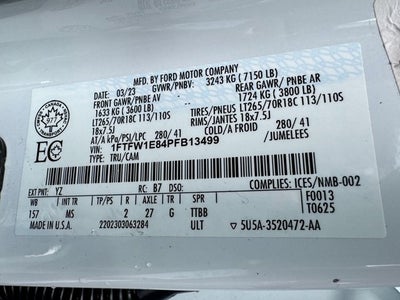 MFD. BY FORD MOTOR COMPANY
03/23 GVWR/PNBV: 3243 KG ( 7150 LB)
FRONT GAWR/PNBE AV REAR GAWR/ PNBE AR
1633 KG ( 3600 LB) 1724 KG ( 3800 LB)
LT265/70R18C 113/110S TIRES/PNEUS LT265/70R18C 113/110S
18x7.5J RIMS/JANTES 18x7.5J
AT/A kPa/PSI/LPC 280/ 41 COLD/A FROID 280/ 41
/JUMELEES
VIN: 1FTFW1E84PFB13499
TYPE: TRU/CAM
EC
CANADA
EXT PNT: YZ RC: B7 DSO: COMPLIES: ICES/NMB-002
WB INT TR TP/PS R AXLE TR SPR F0013
157 MS 2 27 G TTBB T0625
2202303063284 ULT 5U5A-3520472-AA